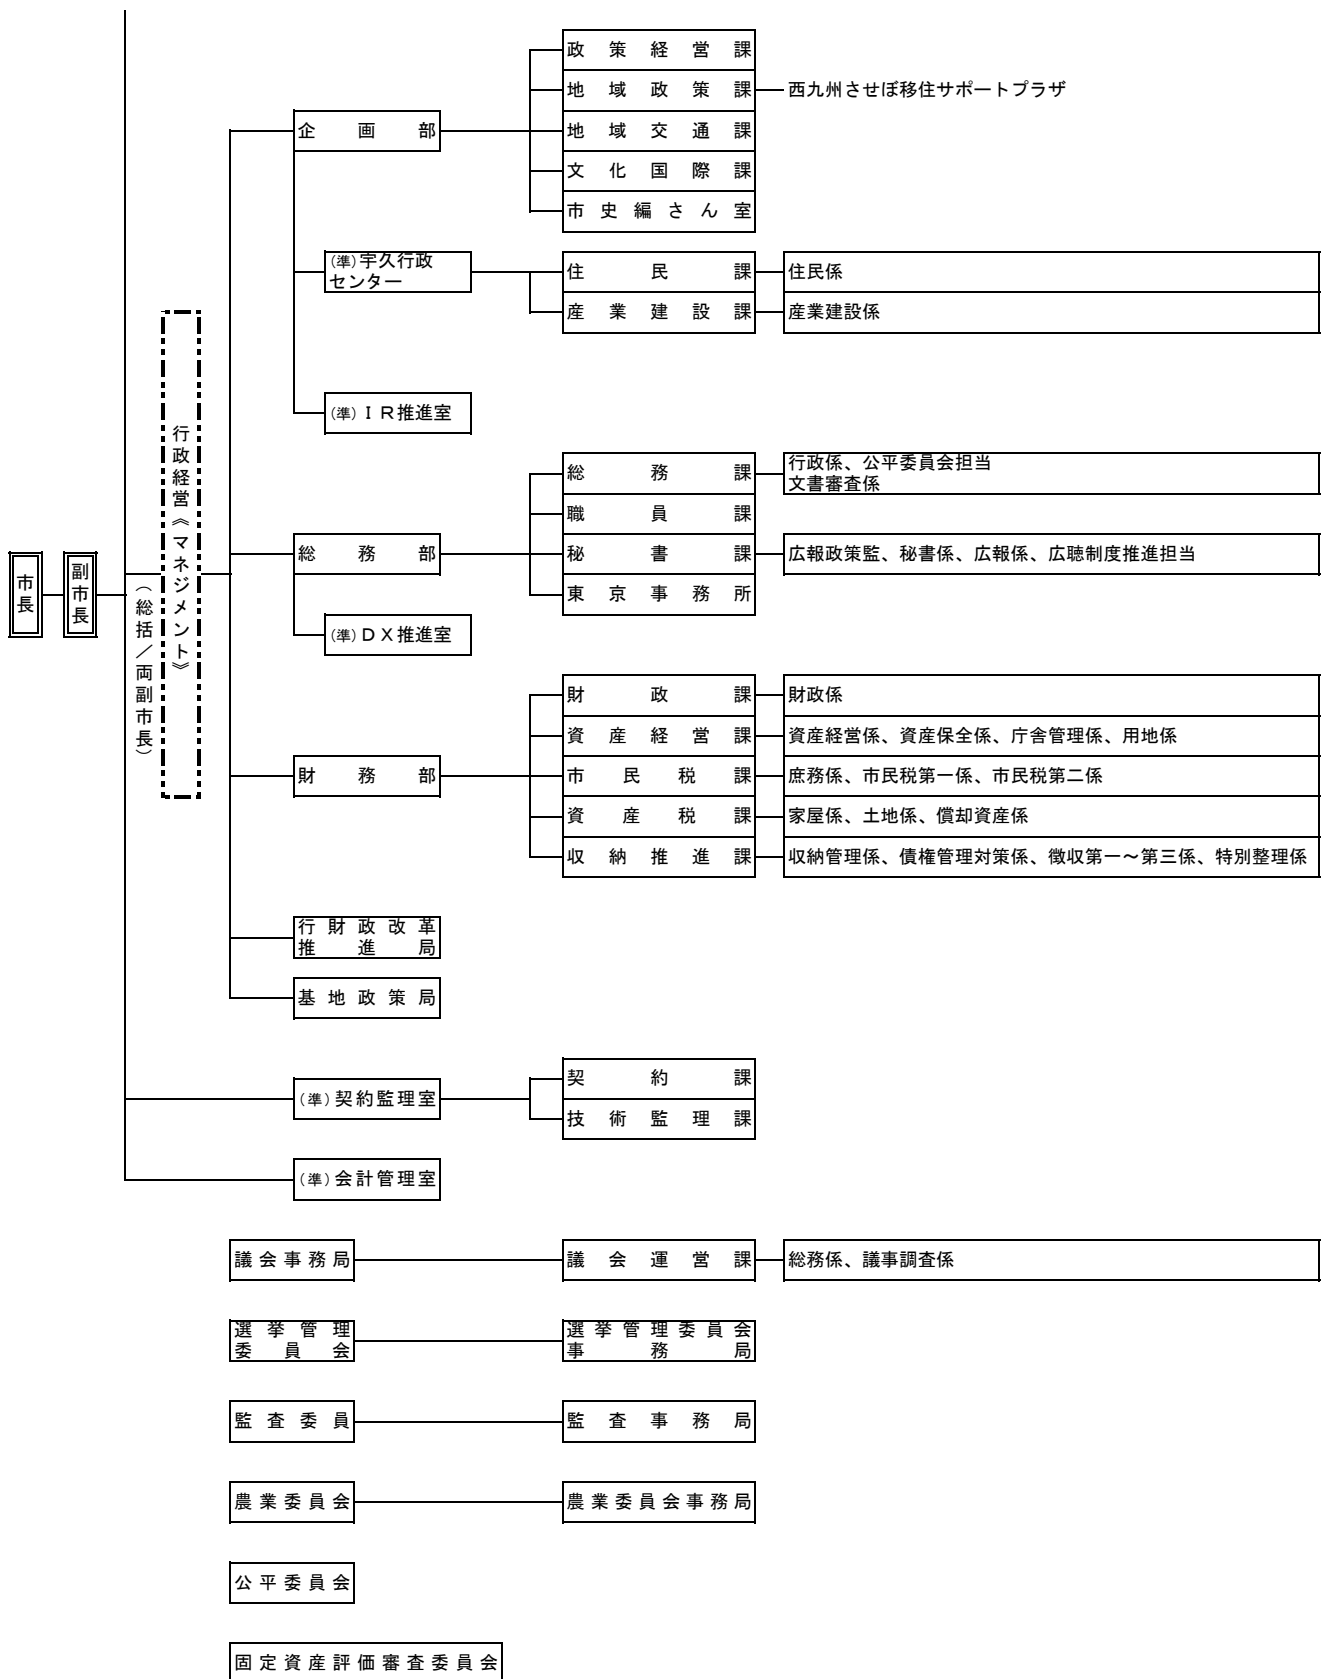 政策経営課
地域政策課
西九州させぼ移住サポートプラザ
企画部
地域交通課
文化国際課
市史編さん室
(準)宇久行政
センター
住民課
住民係
産業建設課
産業建設係
(準)ＩＲ推進室
行政経営《マネジメント》
総務課
行政係、公平委員会担当
文書審査係
職員課
総務部
秘書課
広報政策監、秘書係、広報係、広聴制度推進担当
東京事務所
市長
副市長
（総括／両副市長）
(準)ＤＸ推進室
財政課
財政係
資産経営課
資産経営係、資産保全係、庁舎管理係、用地係
財務部
市民税課
庶務係、市民税第一係、市民税第二係
資産税課
家屋係、土地係、償却資産係
収納推進課
収納管理係、債権管理対策係、徴収第一～第三係、特別整理係
行財政改革
推進局
基地政策局
契約課
(準)契約監理室
技術監理課
(準)会計管理室
議会事務局
議会運営課
総務係、議事調査係
選挙管理
委員会
選挙管理委員会
事務局
監査委員
監査事務局
農業委員会
農業委員会事務局
公平委員会
固定資産評価審査委員会